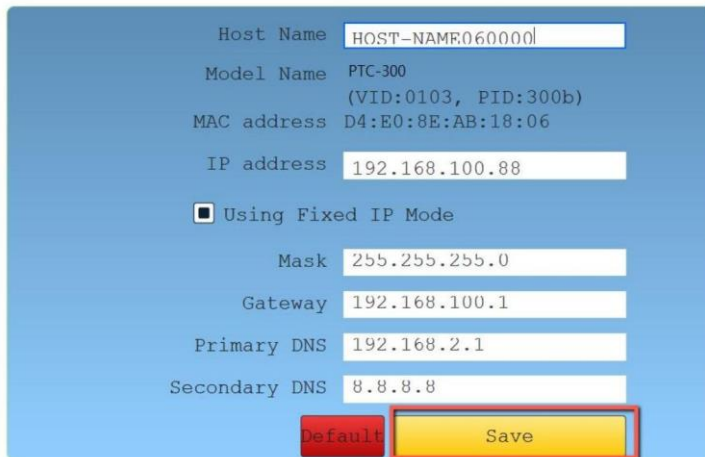 Host Name HOST-NAME060000
Model Name PTC-300
(VID:0103, PID:300b)
MAC address D4:E0:8E:AB:18:06
IP address 192.168.100.88
Using Fixed IP Mode
Mask 255.255.255.0
Gateway 192.168.100.1
Primary DNS 192.168.2.1
Secondary DNS 8.8.8.8
Default Save